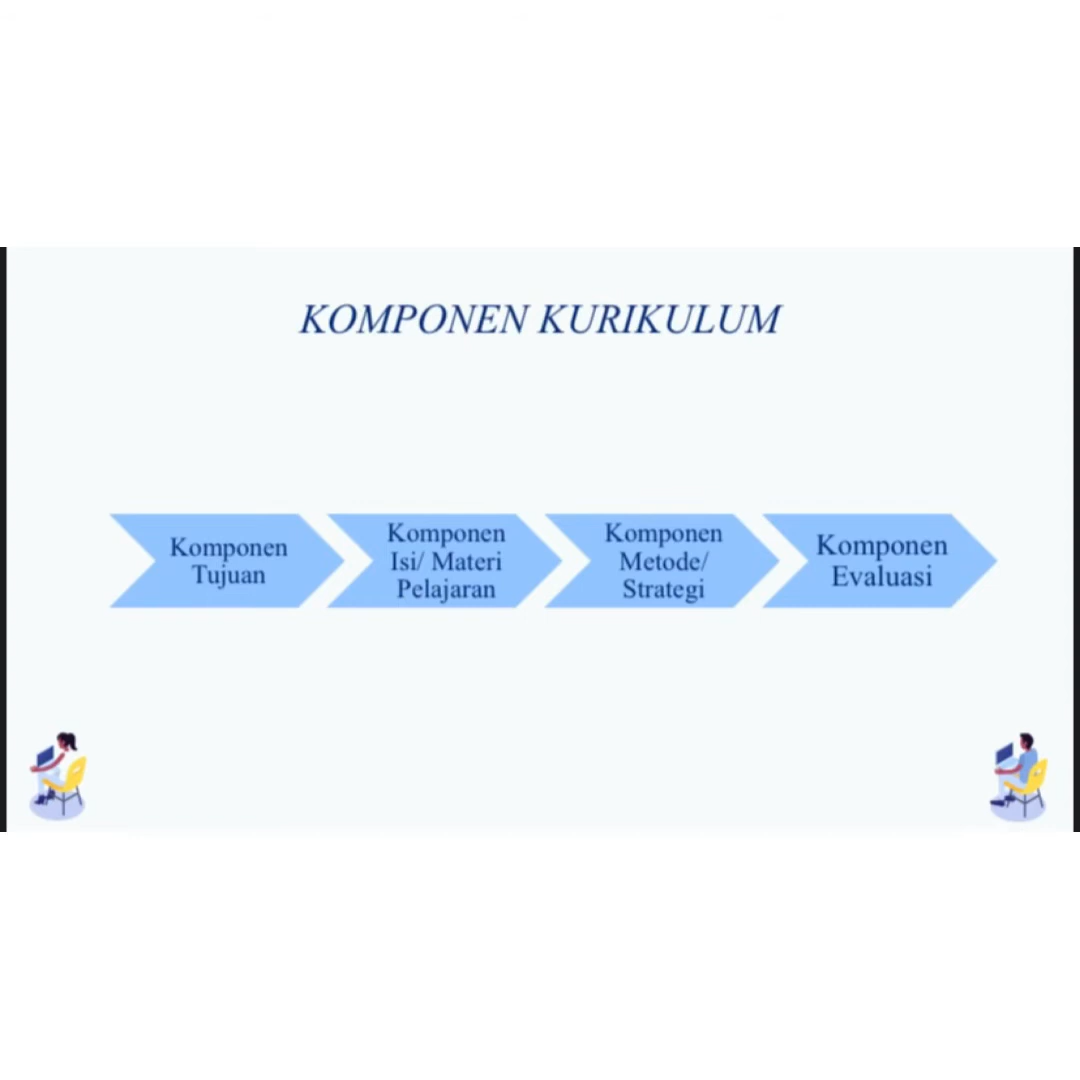 KOMPONEN KURIKULUM
Komponen
Tujuan
Komponen
Isi/ Materi
Pelajaran
Komponen
Metode/
Strategi
Komponen
Evaluasi